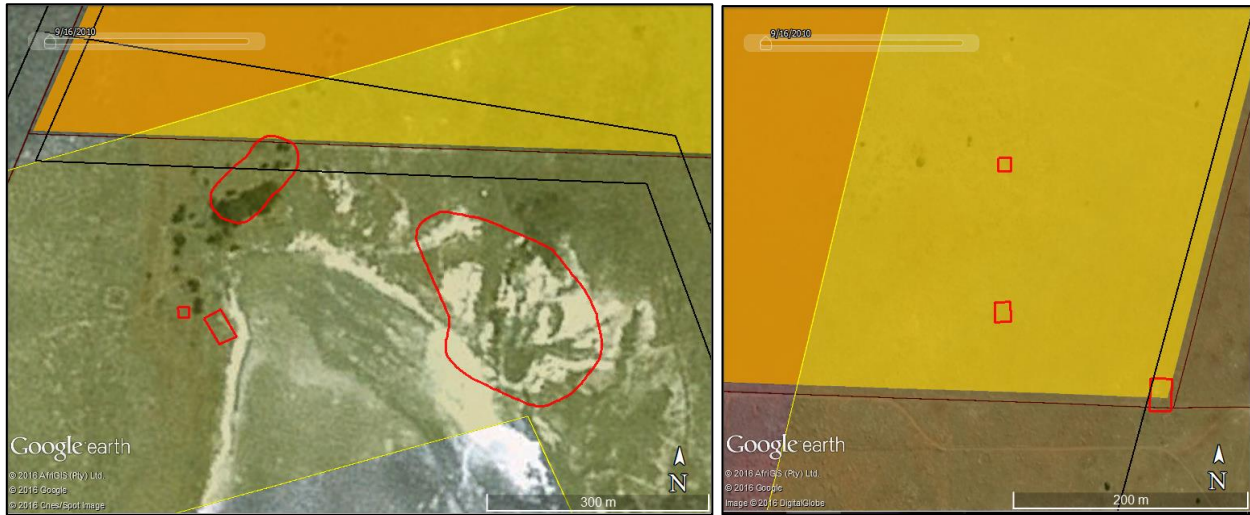 9/16/2010
Google earth
© 2016 AfriGIS (Pty) Ltd.
© 2016 Google
© 2016 Cnes/Spot Image
N
300 m
9/16/2010
Google earth
© 2016 AfriGIS (Pty) Ltd.
© 2016 Google
Image © 2016 DigitalGlobe
N
200 m